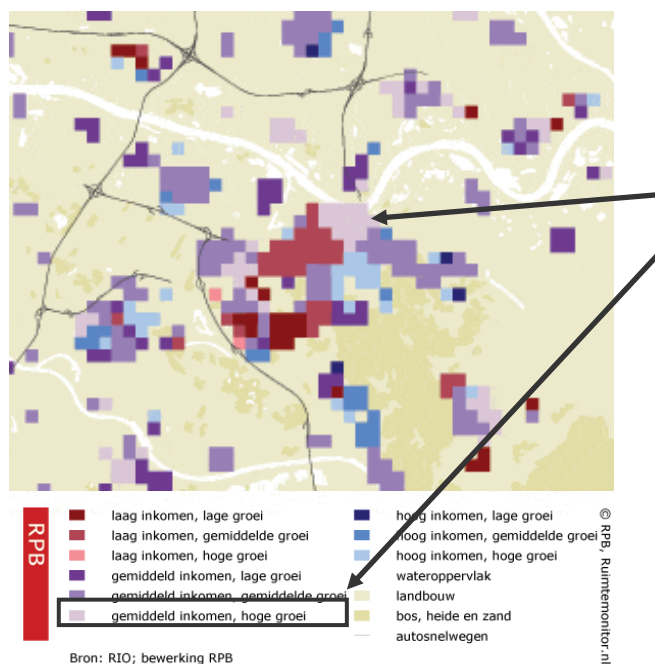 RPB
laag inkomen, lage groei
laag inkomen, gemiddelde groei
laag inkomen, hoge groei
gemiddeld inkomen, lage groei
gemiddeld inkomen, gemiddelde groei
gemiddeld inkomen, hoge groei
hoog inkomen, lage groei
hoog inkomen, gemiddelde groei
hoog inkomen, hoge groei
wateroppervlak
landbouw
bos, heide en zand
autosnelwegen
© RPB, Ruimtemonitor.nl
Bron: RIO; bewerking RPB